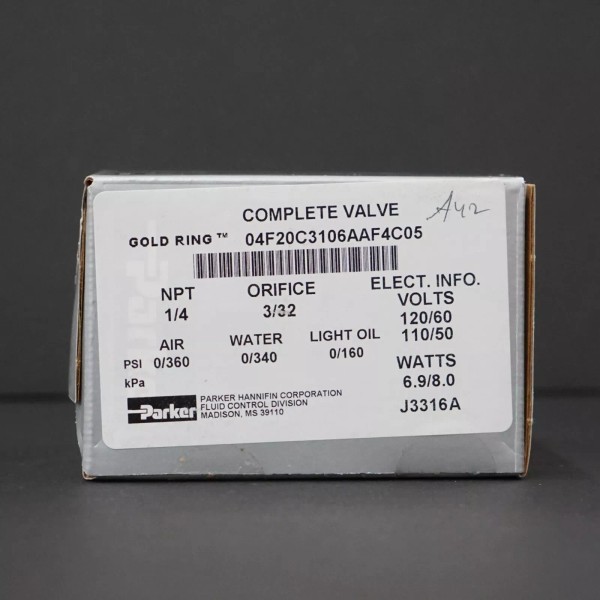 COMPLETE VALVE
A42
GOLD RING™ 04F20C3106AAF4C05
NPT ORIFICE ELECT. INFO.
1/4 3/32 VOLTS
120/60
AIR WATER LIGHT OIL 110/50
PSI 0/360 0/340 0/160
kPa WATTS
6.9/8.0
Parker
PARKER HANNIFIN CORPORATION
FLUID CONTROL DIVISION
MADISON, MS 39110
J3316A